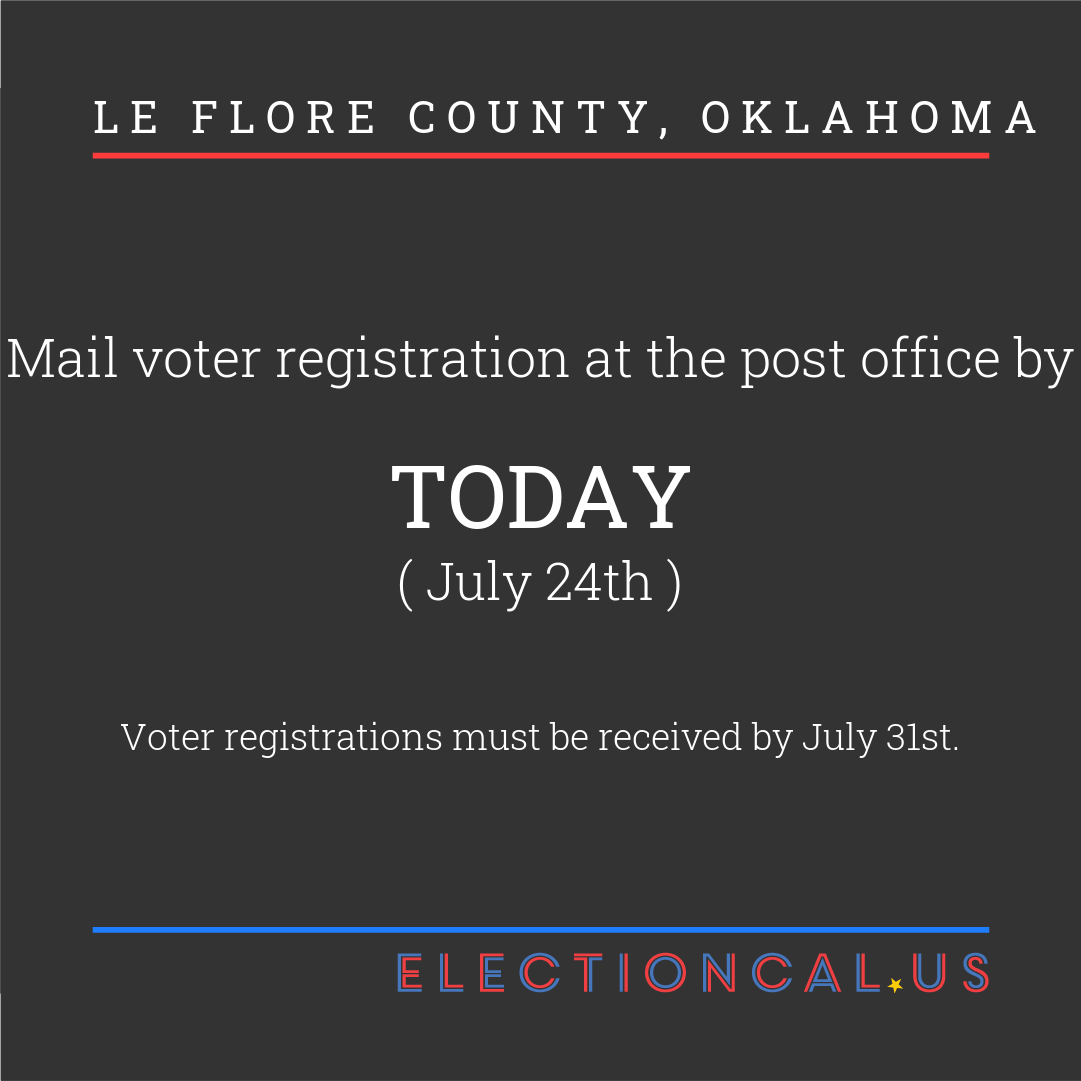 LE FLORE COUNTY, OKLAHOMA
Mail voter registration at the post office by
TODAY
( July 24th )
Voter registrations must be received by July 31st.
ELECTIONCAL.US